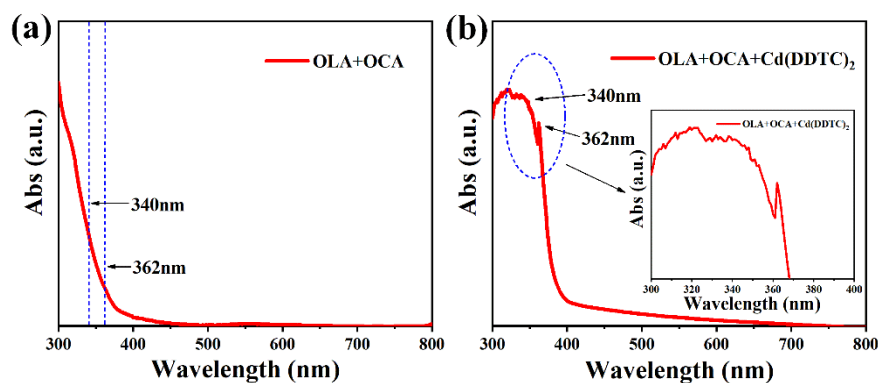 (a)
OLA+OCA
340nm
362nm
Abs (a.u.)
300 400 500 600 700 800
Wavelength (nm)
(b)
OLA+OCA+Cd(DDTC)₂
340nm
362nm
Abs (a.u.)
300 400 500 600 700 800
Wavelength (nm)
OLA+OCA+Cd(DDTC)₂
Abs (a.u.)
300 320 340 360 380 400
Wavelength (nm)